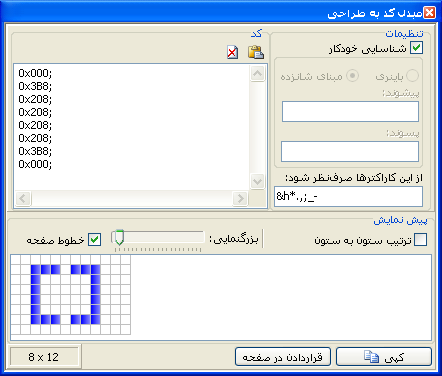 مبدل کد به طراحی
تنظیمات
شناسایی خودکار
باینری
مبنای شانزده
پیشوند:
پسوند:
از این کاراکترها صرف‌نظر شود:
&h*.,;_-
کد
0x000;
0x3B8;
0x208;
0x208;
0x208;
0x208;
0x3B8;
0x000;
پیش نمایش
ترتیب ستون به ستون
بزرگنمایی:
خطوط صفحه
کپی
قراردادن در صفحه
8 x 12